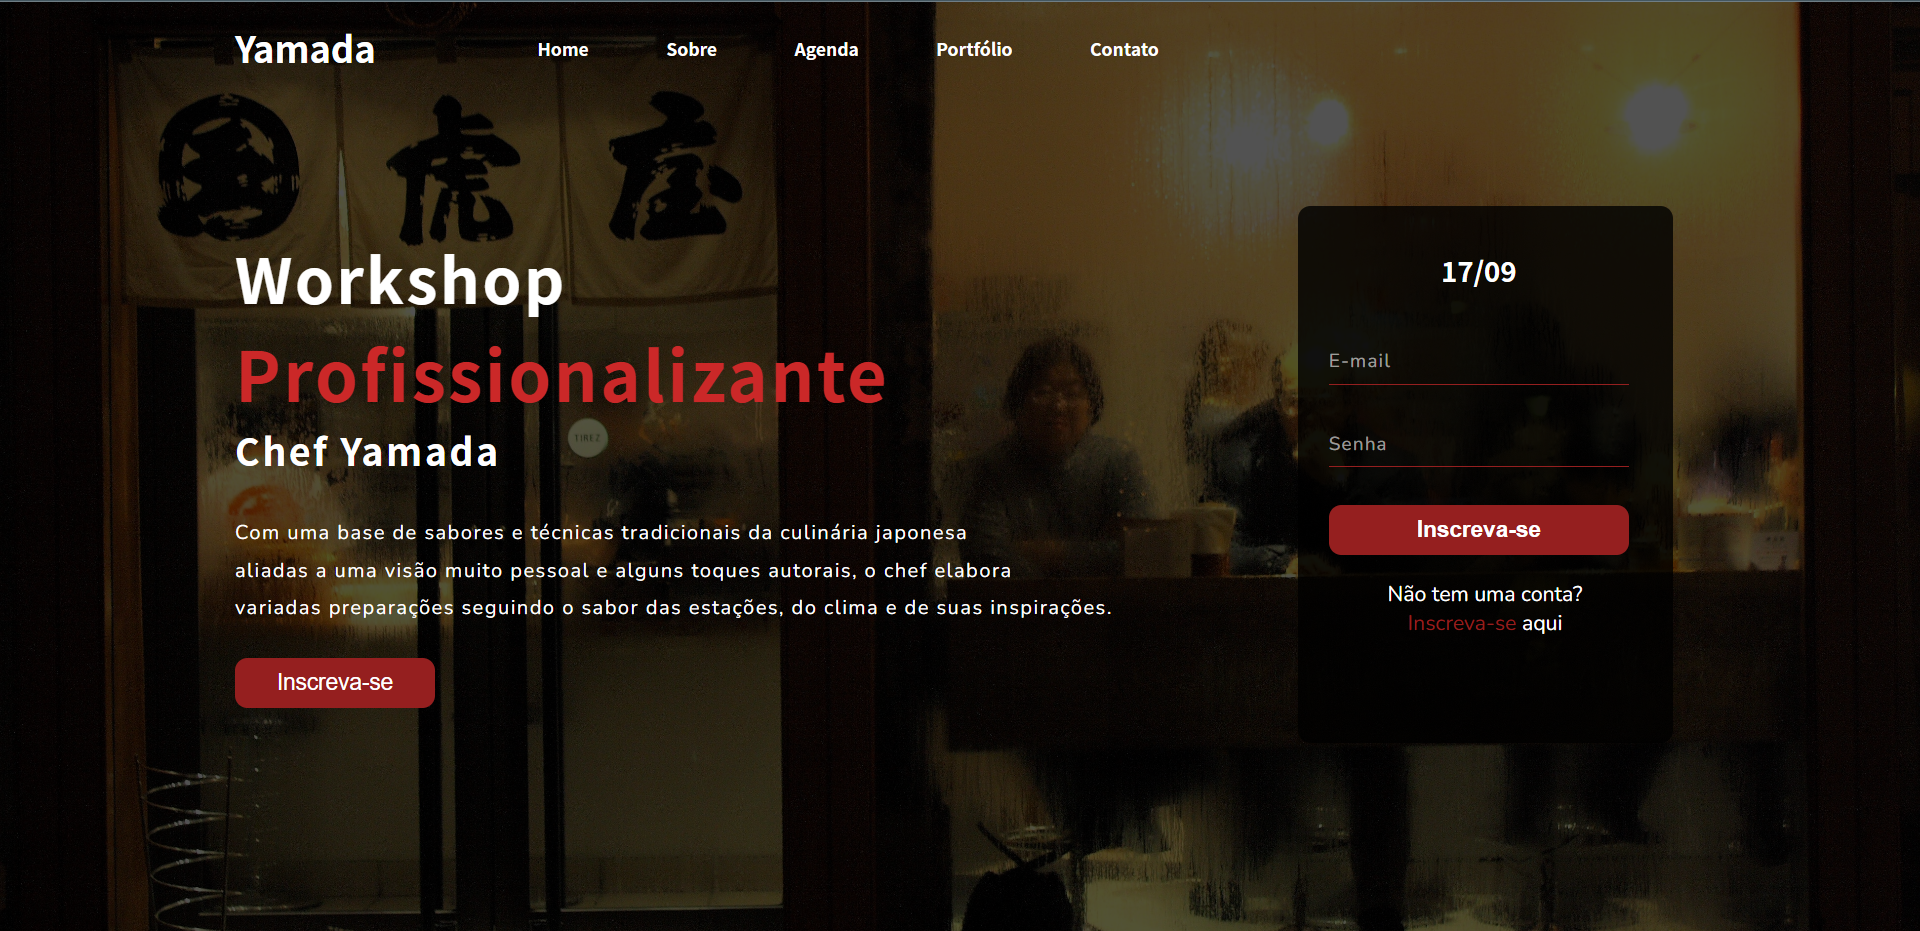 Yamada
Home Sobre Agenda Portfólio Contato
虎 屋
Workshop
Profissionalizante
Chef Yamada
TIREZ
Com uma base de sabores e técnicas tradicionais da culinária japonesa
aliadas a uma visão muito pessoal e alguns toques autorais, o chef elabora
variadas preparações seguindo o sabor das estações, do clima e de suas inspirações.
Inscreva-se
17/09
E-mail
Senha
Inscreva-se
Não tem uma conta?
Inscreva-se aqui